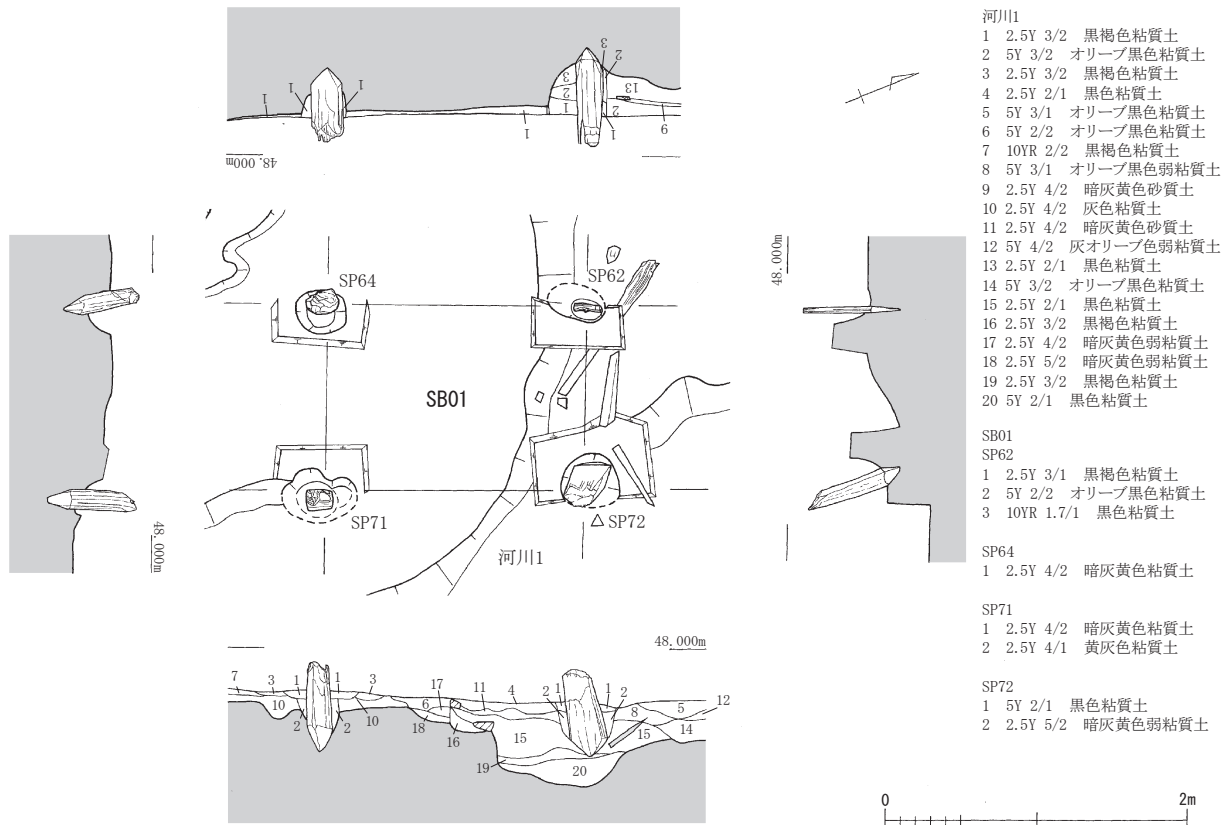 3
2
1
1
1
3
2
1
13
2
1
1
9
48.000m
48.000m
SP64
SP62
SB01
SP71
SP72
河川1
48.000m
48.000m
7
3
1
1
3
17
11
4
2
1
1
2
12
10
6
8
5
2
2
10
18
16
15
15
14
19
20
河川1
1 2.5Y 3/2 黒褐色粘質土
2 5Y 3/2 オリーブ黒色粘質土
3 2.5Y 3/2 黒褐色粘質土
4 2.5Y 2/1 黒色粘質土
5 5Y 3/1 オリーブ黒色粘質土
6 5Y 2/2 オリーブ黒色粘質土
7 10YR 2/2 黒褐色粘質土
8 5Y 3/1 オリーブ黒色弱粘質土
9 2.5Y 4/2 暗灰黄色砂質土
10 2.5Y 4/2 灰色粘質土
11 2.5Y 4/2 暗灰黄色砂質土
12 5Y 4/2 灰オリーブ色弱粘質土
13 2.5Y 2/1 黒色粘質土
14 5Y 3/2 オリーブ黒色粘質土
15 2.5Y 2/1 黒色粘質土
16 2.5Y 3/2 黒褐色粘質土
17 2.5Y 4/2 暗灰黄色弱粘質土
18 2.5Y 5/2 暗灰黄色弱粘質土
19 2.5Y 3/2 黒褐色粘質土
20 5Y 2/1 黒色粘質土
SB01
SP62
1 2.5Y 3/1 黒褐色粘質土
2 5Y 2/2 オリーブ黒色粘質土
3 10YR 1.7/1 黒色粘質土
SP64
1 2.5Y 4/2 暗灰黄色粘質土
SP71
1 2.5Y 4/2 暗灰黄色粘質土
2 2.5Y 4/1 黄灰色粘質土
SP72
1 5Y 2/1 黒色粘質土
2 2.5Y 5/2 暗灰黄色弱粘質土
0 2m